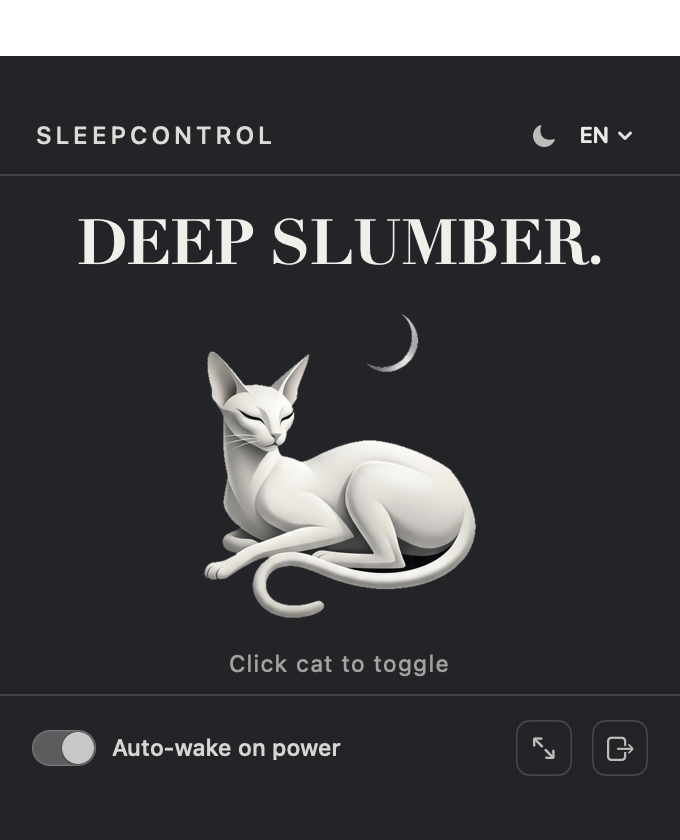 SLEEPCONTROL EN
DEEP SLUMBER.
Click cat to toggle
Auto-wake on power